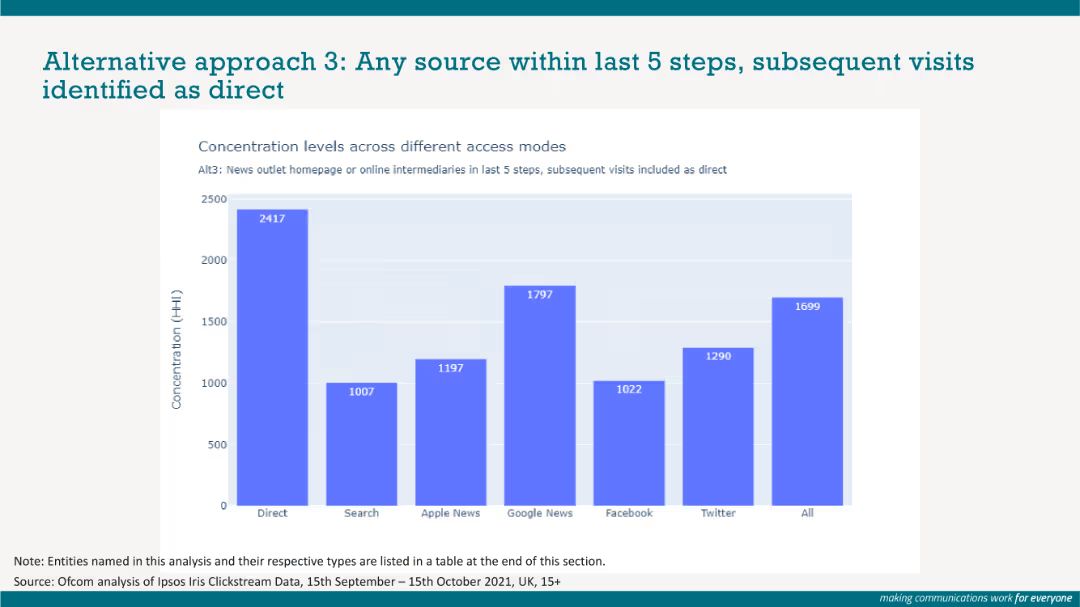 Alternative approach 3: Any source within last 5 steps, subsequent visits
identified as direct
Concentration levels across different access modes
Alt3: News outlet homepage or online intermediaries in last 5 steps, subsequent visits included as direct
Concentration (HHI)
2500
2000
1500
1000
500
0
2417
1007
1197
1797
1022
1290
1699
Direct
Search
Apple News
Google News
Facebook
Twitter
All
Note: Entities named in this analysis and their respective types are listed in a table at the end of this section.
Source: Ofcom analysis of Ipsos Iris Clickstream Data, 15th September – 15th October 2021, UK, 15+
making communications work for everyone